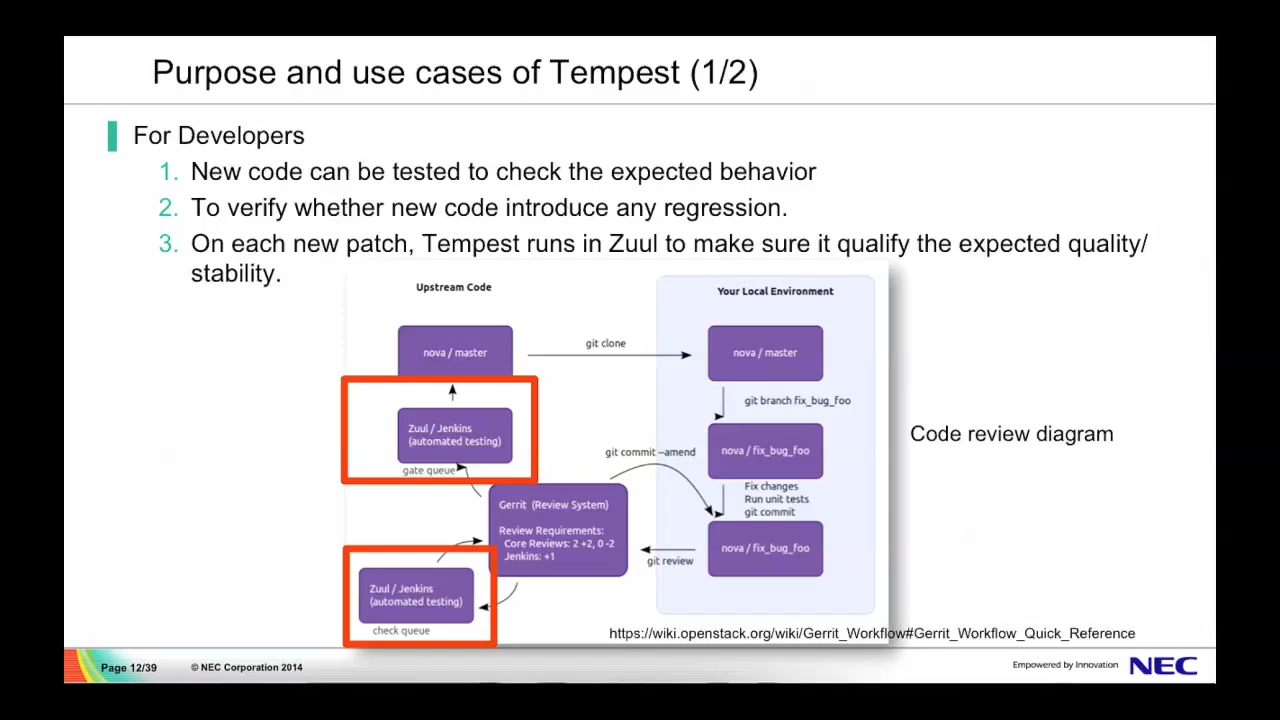 Purpose and use cases of Tempest (1/2)
For Developers
1. New code can be tested to check the expected behavior
2. To verify whether new code introduce any regression.
3. On each new patch, Tempest runs in Zuul to make sure it qualify the expected quality/
stability.
Upstream Code
Your Local Environment
nova / master
git clone
nova / master
git branch fix_bug_foo
Zuul / Jenkins
(automated testing)
gate queue
git commit --amend
nova / fix_bug_foo
Fix changes
Run unit tests
git commit
Gerrit (Review System)
Review Requirements:
Core Reviews: 2 +2, 0 -2
Jenkins: +1
git review
nova / fix_bug_foo
Zuul / Jenkins
(automated testing)
check queue
Code review diagram
https://wiki.openstack.org/wiki/Gerrit_Workflow#Gerrit_Workflow_Quick_Reference
Page 12/39
© NEC Corporation 2014
Empowered by Innovation
NEC